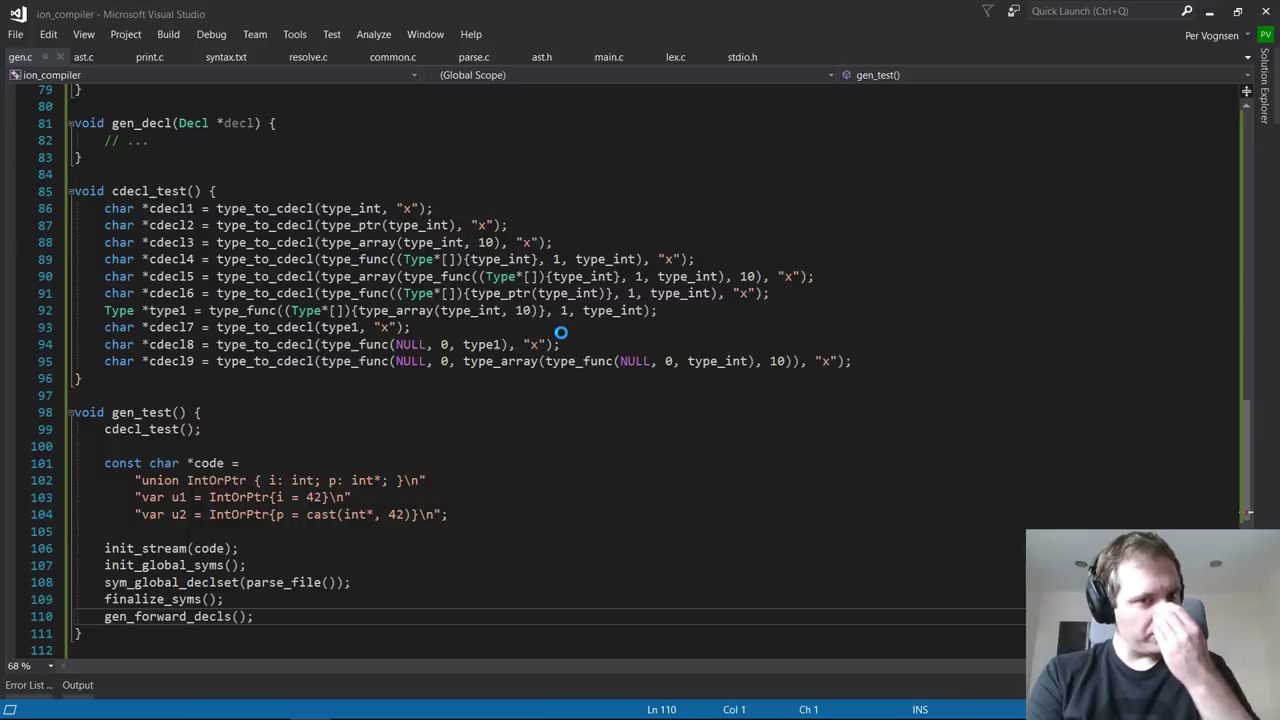 ion_compiler - Microsoft Visual Studio
Quick Launch (Ctrl+Q)
File Edit View Project Build Debug Team Tools Test Analyze Window Help
Per Vognsen PV
gen.c ast.c print.c syntax.txt resolve.c common.c parse.c ast.h main.c lex.c stdio.h
ion_compiler (Global Scope) gen_test()
Solution Explorer
79 }
80
81 void gen_decl(Decl *decl) {
82 // ...
83 }
84
85 void cdecl_test() {
86 char *cdecl1 = type_to_cdecl(type_int, "x");
87 char *cdecl2 = type_to_cdecl(type_ptr(type_int), "x");
88 char *cdecl3 = type_to_cdecl(type_array(type_int, 10), "x");
89 char *cdecl4 = type_to_cdecl(type_func((Type*[]){type_int}, 1, type_int), "x");
90 char *cdecl5 = type_to_cdecl(type_array(type_func((Type*[]){type_int}, 1, type_int), 10), "x");
91 char *cdecl6 = type_to_cdecl(type_func((Type*[]){type_ptr(type_int)}, 1, type_int), "x");
92 Type *type1 = type_func((Type*[]){type_array(type_int, 10)}, 1, type_int);
93 char *cdecl7 = type_to_cdecl(type1, "x");
94 char *cdecl8 = type_to_cdecl(type_func(NULL, 0, type1), "x");
95 char *cdecl9 = type_to_cdecl(type_func(NULL, 0, type_array(type_func(NULL, 0, type_int), 10)), "x");
96 }
97
98 void gen_test() {
99 cdecl_test();
100
101 const char *code =
102 "union IntOrPtr { i: int; p: int*; }\n"
103 "var u1 = IntOrPtr{i = 42}\n"
104 "var u2 = IntOrPtr{p = cast(int*, 42)}\n";
105
106 init_stream(code);
107 init_global_syms();
108 sym_global_declset(parse_file());
109 finalize_syms();
110 gen_forward_decls();
111 }
112
68 %
Error List ... Output
Ln 110 Col 1 Ch 1 INS